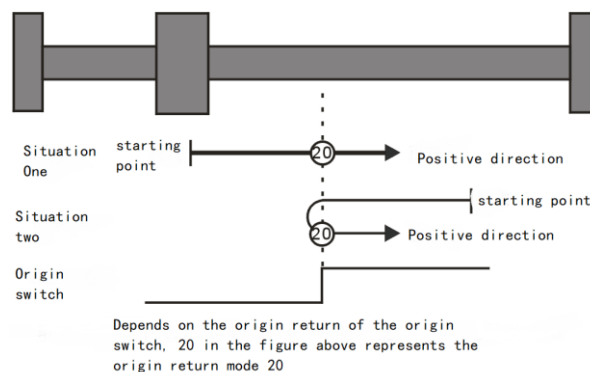 Situation One
starting point
20
Positive direction
Situation two
starting point
20
Positive direction
Origin switch
Depends on the origin return of the origin
switch, 20 in the figure above represents the
origin return mode 20